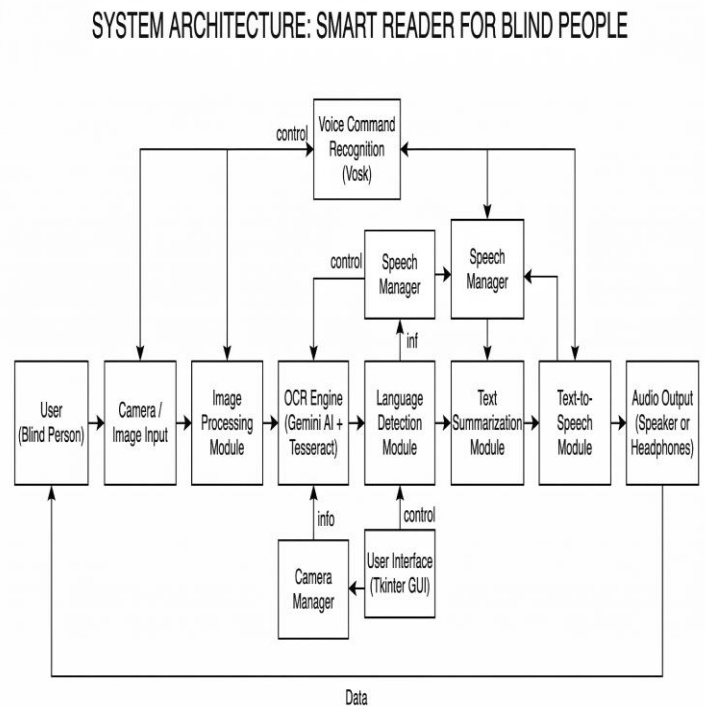 SYSTEM ARCHITECTURE: SMART READER FOR BLIND PEOPLE
control
Voice Command
Recognition
(Vosk)
control
Speech
Manager
Speech
Manager
inf
User
(Blind Person)
Camera /
Image Input
Image
Processing
Module
OCR Engine
(Gemini AI +
Tesseract)
Language
Detection
Module
Text
Summarization
Module
Text-to-
Speech
Module
Audio Output
(Speaker or
Headphones)
info
control
Camera
Manager
User Interface
(Tkinter GUI)
Data